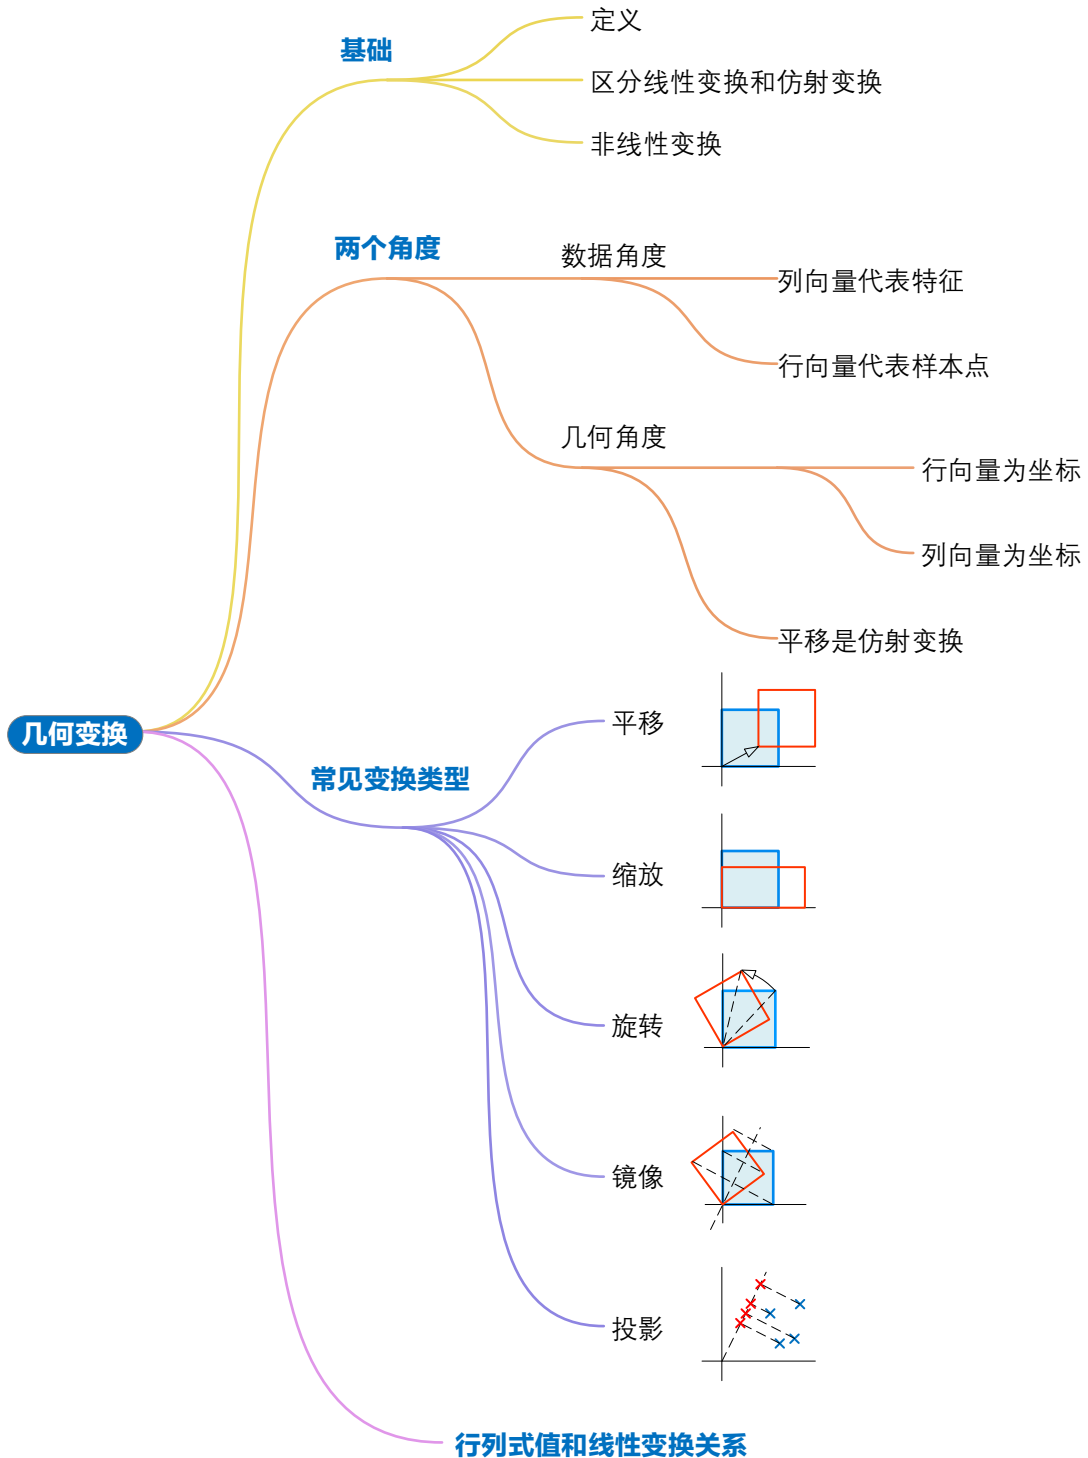 基础
定义
区分线性变换和仿射变换
非线性变换
两个角度
数据角度
列向量代表特征
行向量代表样本点
几何角度
行向量为坐标
列向量为坐标
平移是仿射变换
几何变换
常见变换类型
平移
缩放
旋转
镜像
投影
行列式值和线性变换关系